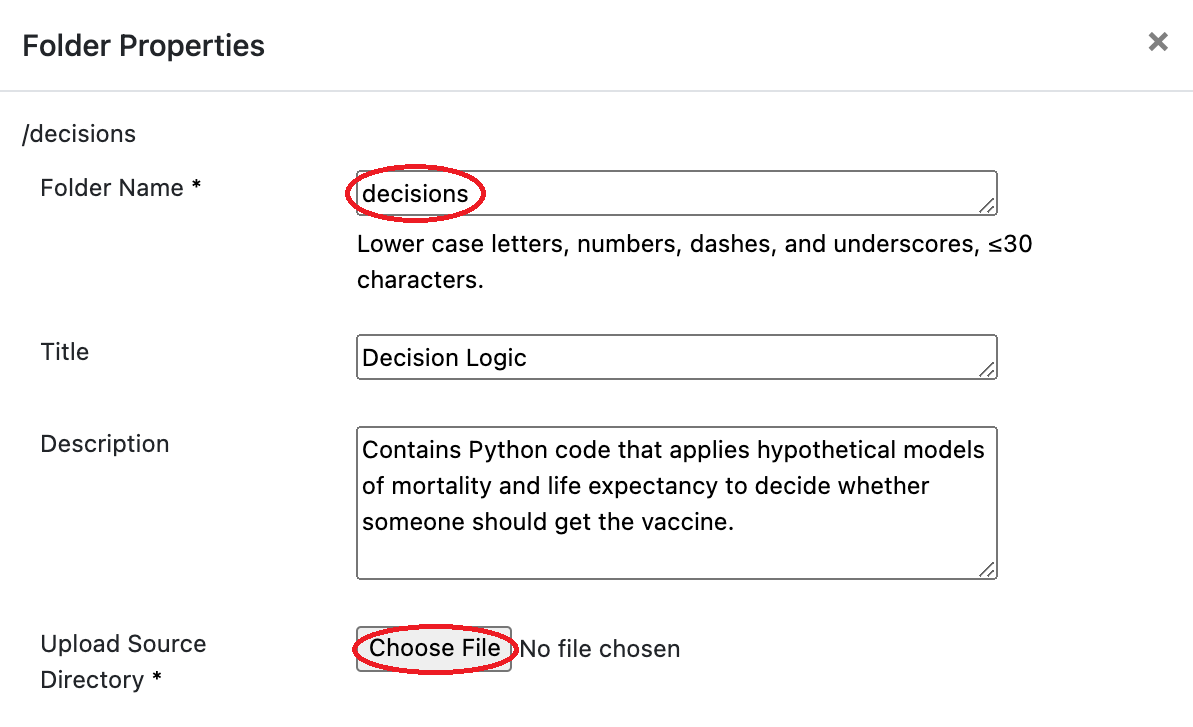 Folder Properties
×
/decisions
Folder Name *
decisions
Lower case letters, numbers, dashes, and underscores, ≤30
characters.
Title
Decision Logic
Description
Contains Python code that applies hypothetical models
of mortality and life expectancy to decide whether
someone should get the vaccine.
Upload Source
Directory *
Choose File No file chosen